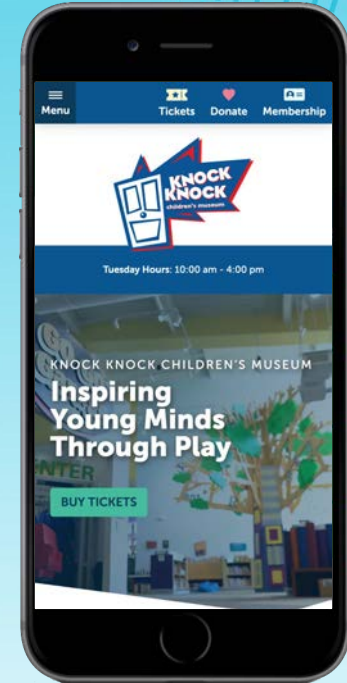 Menu
Tickets
Donate
Membership
KNOCK
KNOCK
children's museum
Tuesday Hours: 10:00 am - 4:00 pm
KNOCK KNOCK CHILDREN'S MUSEUM
Inspiring
Young Minds
Through Play
BUY TICKETS